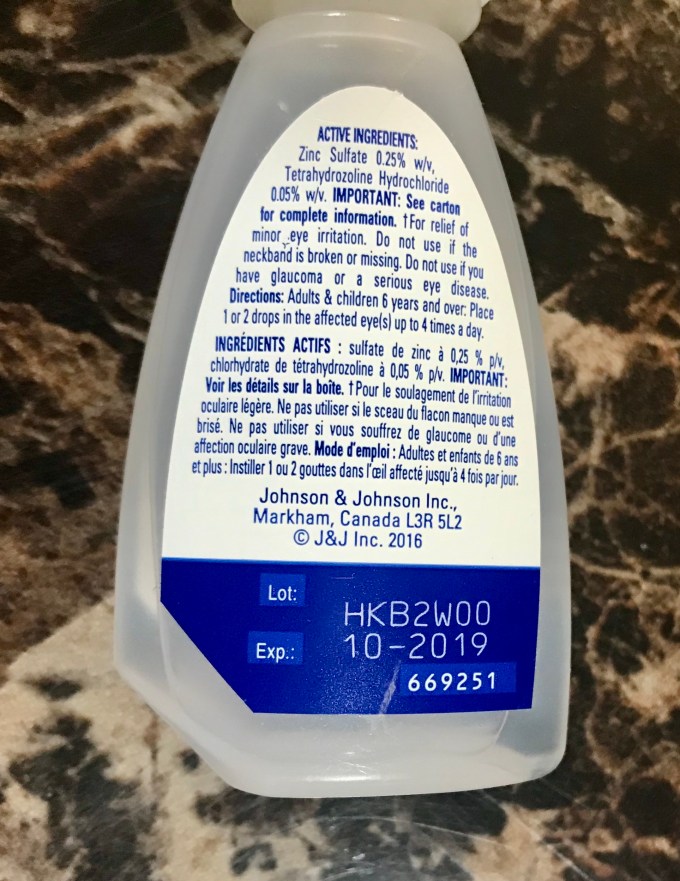 ACTIVE INGREDIENTS:
Zinc Sulfate 0.25% w/v,
Tetrahydrozoline Hydrochloride
0.05% w/v. IMPORTANT: See carton
for complete information. †For relief of
minor eye irritation. Do not use if the
neckband is broken or missing. Do not use if you
have glaucoma or a serious eye disease.
Directions: Adults & children 6 years and over: Place
1 or 2 drops in the affected eye(s) up to 4 times a day.
INGRÉDIENTS ACTIFS : sulfate de zinc à 0,25 % p/v,
chlorhydrate de tétrahydrozoline à 0,05 % p/v. IMPORTANT:
Voir les détails sur la boîte. †Pour le soulagement de l'irritation
oculaire légère. Ne pas utiliser si le sceau du flacon manque ou est
brisé. Ne pas utiliser si vous souffrez de glaucome ou d'une
affection oculaire grave. Mode d'emploi : Adultes et enfants de 6 ans
et plus : Instiller 1 ou 2 gouttes dans l'œil affecté jusqu'à 4 fois par jour.
Johnson & Johnson Inc.,
Markham, Canada L3R 5L2
© J&J Inc. 2016
Lot: HKB2W00
Exp.: 10-2019
669251